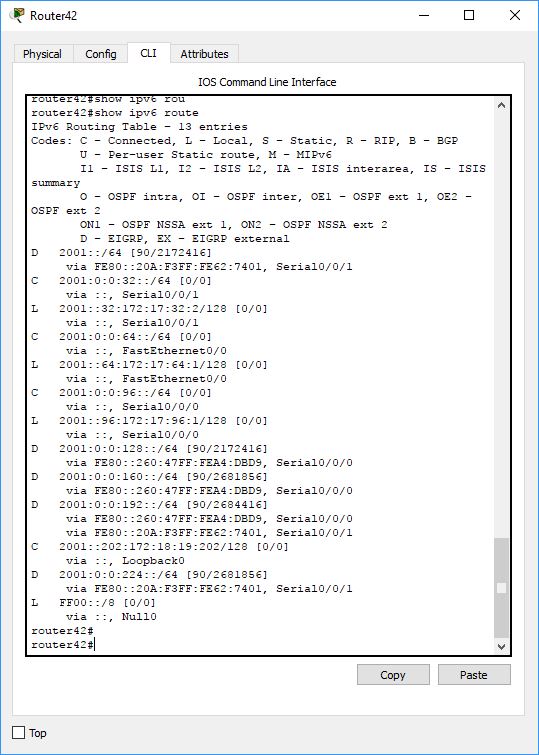 Router42
Physical Config CLI Attributes
IOS Command Line Interface
router42#show ipv6 rou
router42#show ipv6 route
IPv6 Routing Table - 13 entries
Codes: C - Connected, L - Local, S - Static, R - RIP, B - BGP
U - Per-user Static route, M - MIPv6
I1 - ISIS L1, I2 - ISIS L2, IA - ISIS interarea, IS - ISIS
summary
O - OSPF intra, OI - OSPF inter, OE1 - OSPF ext 1, OE2 -
OSPF ext 2
ON1 - OSPF NSSA ext 1, ON2 - OSPF NSSA ext 2
D - EIGRP, EX - EIGRP external
D 2001::/64 [90/2172416]
via FE80::20A:F3FF:FE62:7401, Serial0/0/1
C 2001:0:0:32::/64 [0/0]
via ::, Serial0/0/1
L 2001::32:172:17:32:2/128 [0/0]
via ::, Serial0/0/1
C 2001:0:0:64::/64 [0/0]
via ::, FastEthernet0/0
L 2001::64:172:17:64:1/128 [0/0]
via ::, FastEthernet0/0
C 2001:0:0:96::/64 [0/0]
via ::, Serial0/0/0
L 2001::96:172:17:96:1/128 [0/0]
via ::, Serial0/0/0
D 2001:0:0:128::/64 [90/2172416]
via FE80::260:47FF:FEA4:DBD9, Serial0/0/0
D 2001:0:0:160::/64 [90/2681856]
via FE80::260:47FF:FEA4:DBD9, Serial0/0/0
D 2001:0:0:192::/64 [90/2684416]
via FE80::260:47FF:FEA4:DBD9, Serial0/0/0
via FE80::20A:F3FF:FE62:7401, Serial0/0/1
C 2001::202:172:18:19:202/128 [0/0]
via ::, Loopback0
D 2001:0:0:224::/64 [90/2681856]
via FE80::20A:F3FF:FE62:7401, Serial0/0/1
L FF00::/8 [0/0]
via ::, Null0
router42#
router42#
Copy Paste
Top